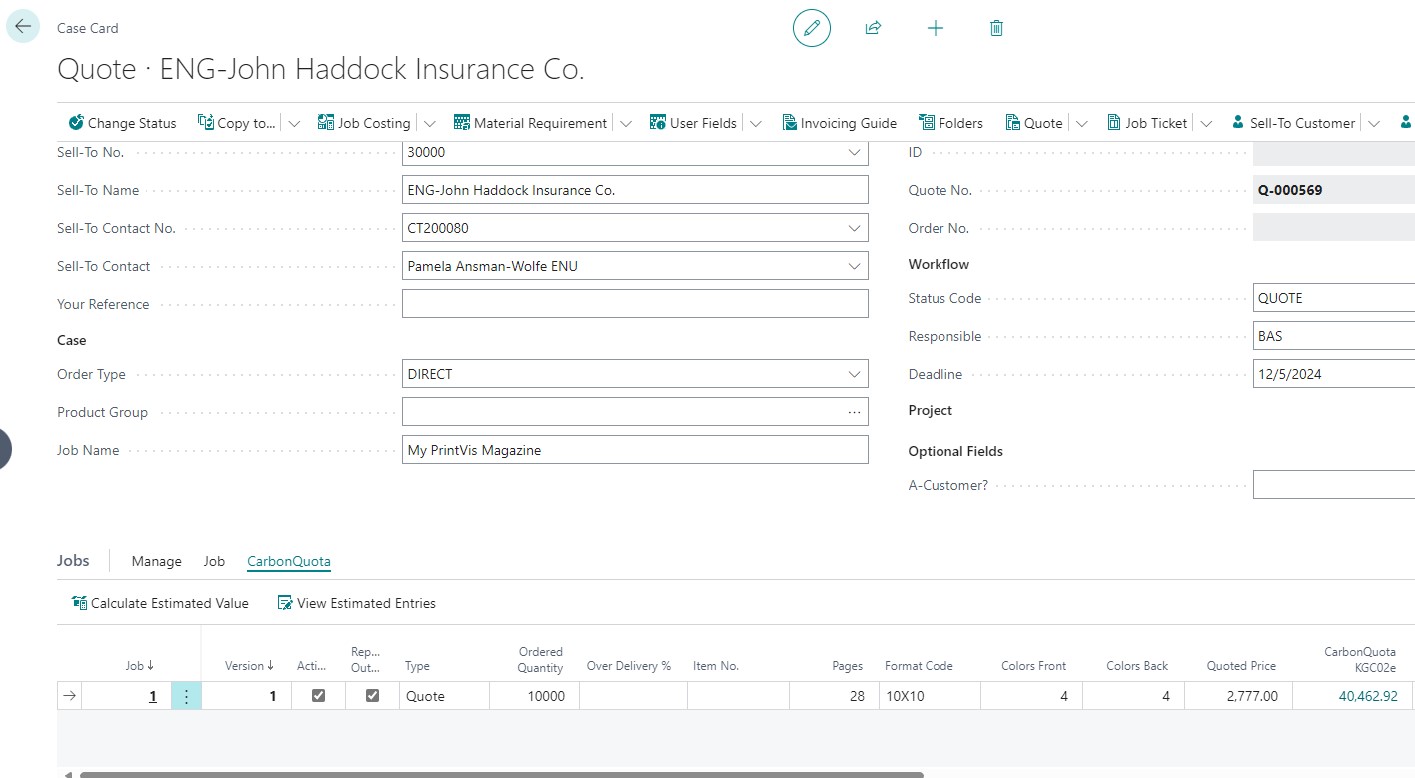 Case Card
Quote · ENG-John Haddock Insurance Co.
Change Status Copy to... Job Costing Material Requirement User Fields Invoicing Guide Folders Quote Job Ticket Sell-To Customer
Sell-To No. 30000 ID
Sell-To Name ENG-John Haddock Insurance Co. Quote No. Q-000569
Sell-To Contact No. CT200080 Order No.
Sell-To Contact Pamela Ansman-Wolfe ENU Workflow
Your Reference Status Code QUOTE
Case Responsible BAS
Order Type DIRECT Deadline 12/5/2024
Product Group ... Project
Job Name My PrintVis Magazine Optional Fields
A-Customer?
Jobs Manage Job CarbonQuota
Calculate Estimated Value View Estimated Entries
Job↓ Version↓ Acti... Rep... Out... Type Ordered Quantity Over Delivery % Item No. Pages Format Code Colors Front Colors Back Quoted Price CarbonQuota KGC02e
1 1 Quote 10000 28 10X10 4 4 2,777.00 40,462.92